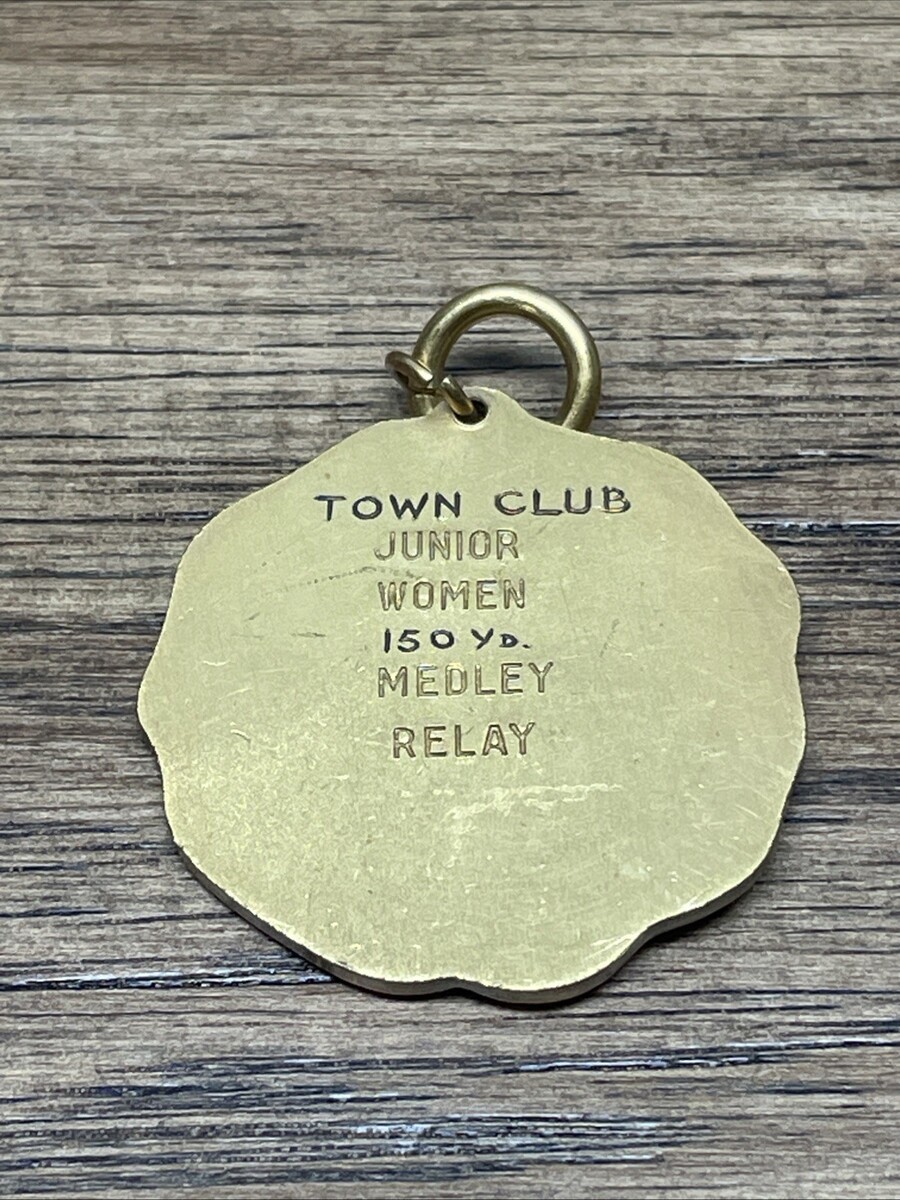 TOWN CLUB
JUNIOR
WOMEN
150 YD.
MEDLEY
RELAY